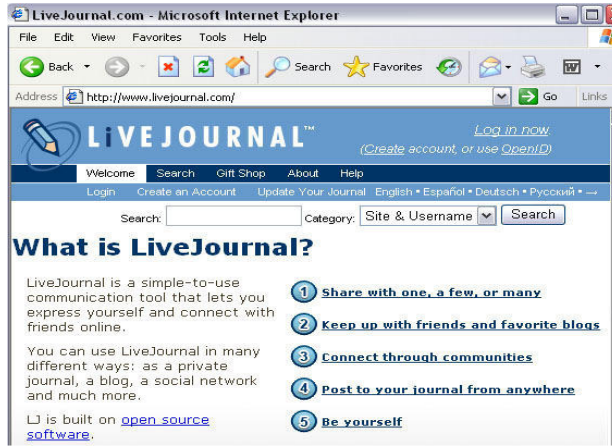 LiveJournal.com - Microsoft Internet Explorer
File Edit View Favorites Tools Help
Back Search Favorites
Address http://www.livejournal.com/ Go Links
LiVEJOURNAL™
Log in now.
(Create account, or use OpenID)
Welcome Search Gift Shop About Help
Login Create an Account Update Your Journal English • Español • Deutsch • Русский • →
Search: Category: Site & Username Search
What is LiveJournal?
LiveJournal is a simple-to-use
communication tool that lets you
express yourself and connect with
friends online.
You can use LiveJournal in many
different ways: as a private
journal, a blog, a social network
and much more.
LJ is built on open source
software.
1 Share with one, a few, or many
2 Keep up with friends and favorite blogs
3 Connect through communities
4 Post to your journal from anywhere
5 Be yourself